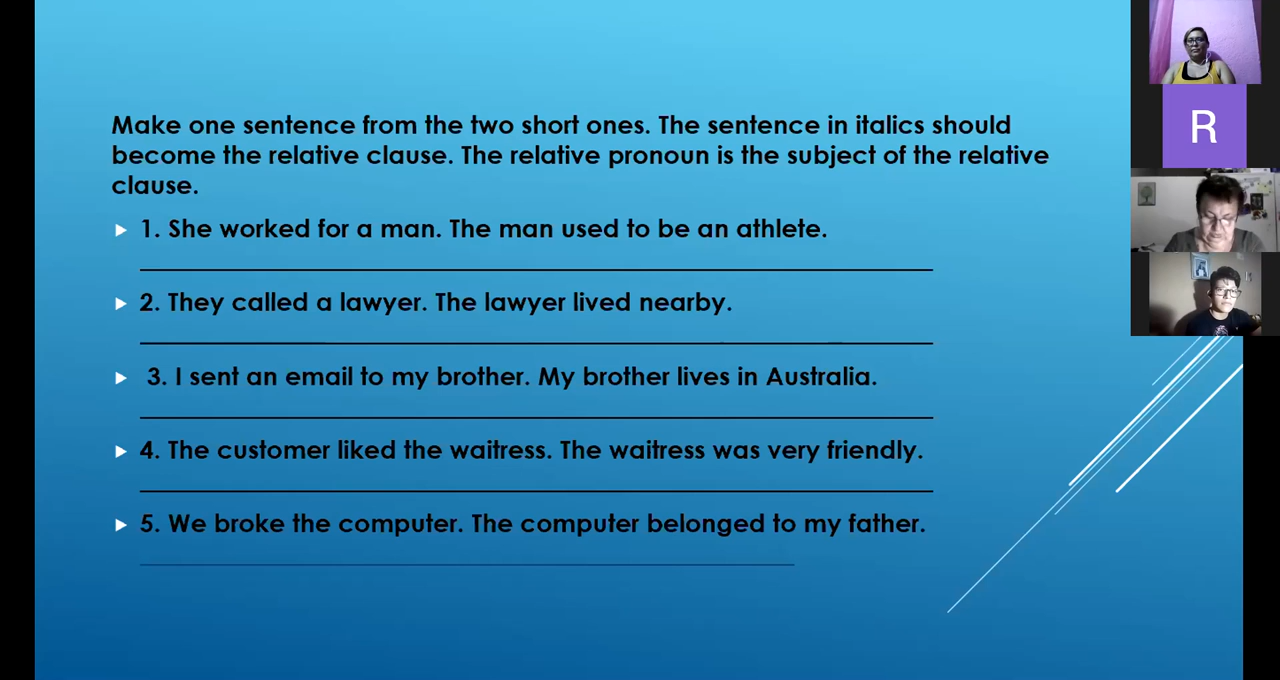 Make one sentence from the two short ones. The sentence in italics should
become the relative clause. The relative pronoun is the subject of the relative
clause.
1. She worked for a man. The man used to be an athlete.
2. They called a lawyer. The lawyer lived nearby.
3. I sent an email to my brother. My brother lives in Australia.
4. The customer liked the waitress. The waitress was very friendly.
5. We broke the computer. The computer belonged to my father.
R